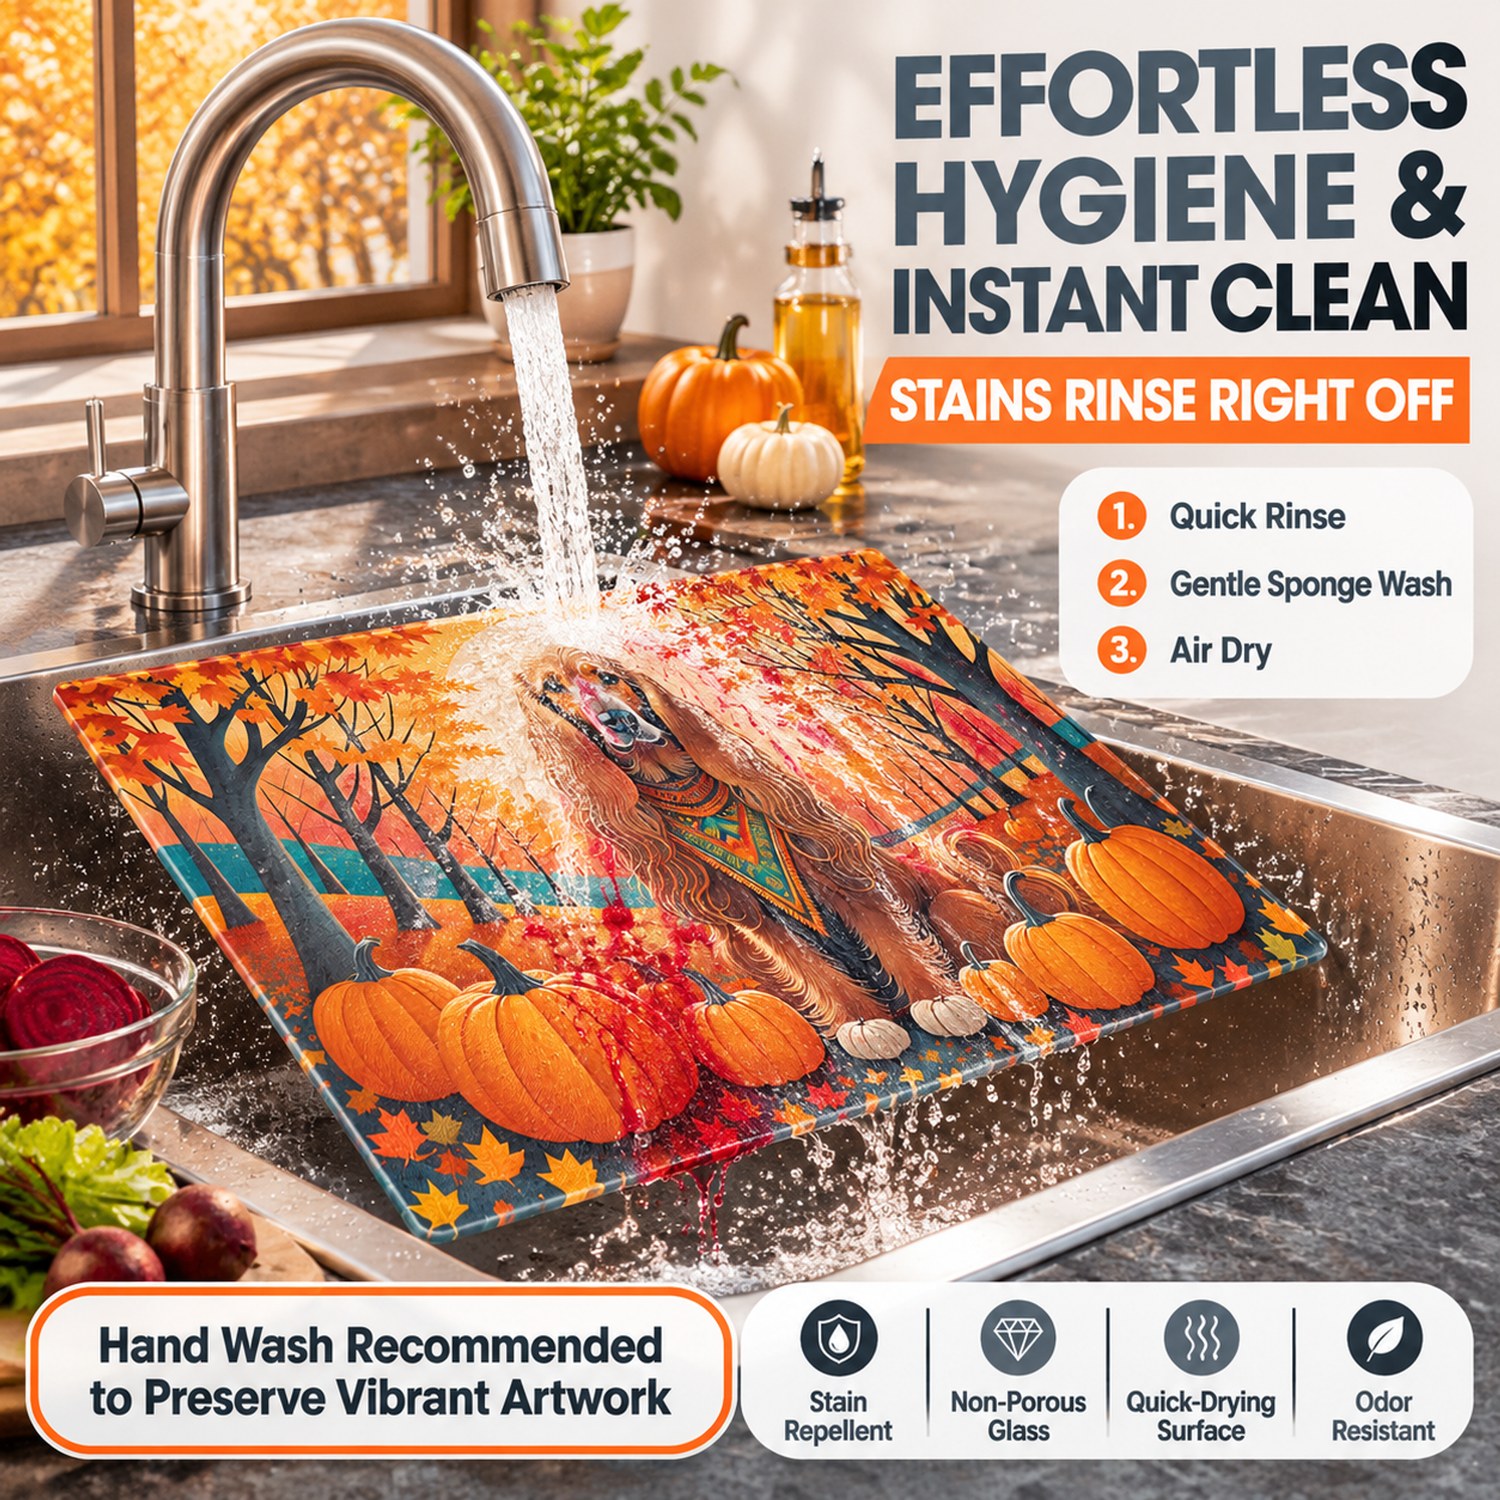 EFFORTLESS
HYGIENE &
INSTANT CLEAN
STAINS RINSE RIGHT OFF
1. Quick Rinse
2. Gentle Sponge Wash
3. Air Dry
Hand Wash Recommended
to Preserve Vibrant Artwork
Stain
Repellent
Non-Porous
Glass
Quick-Drying
Surface
Odor
Resistant